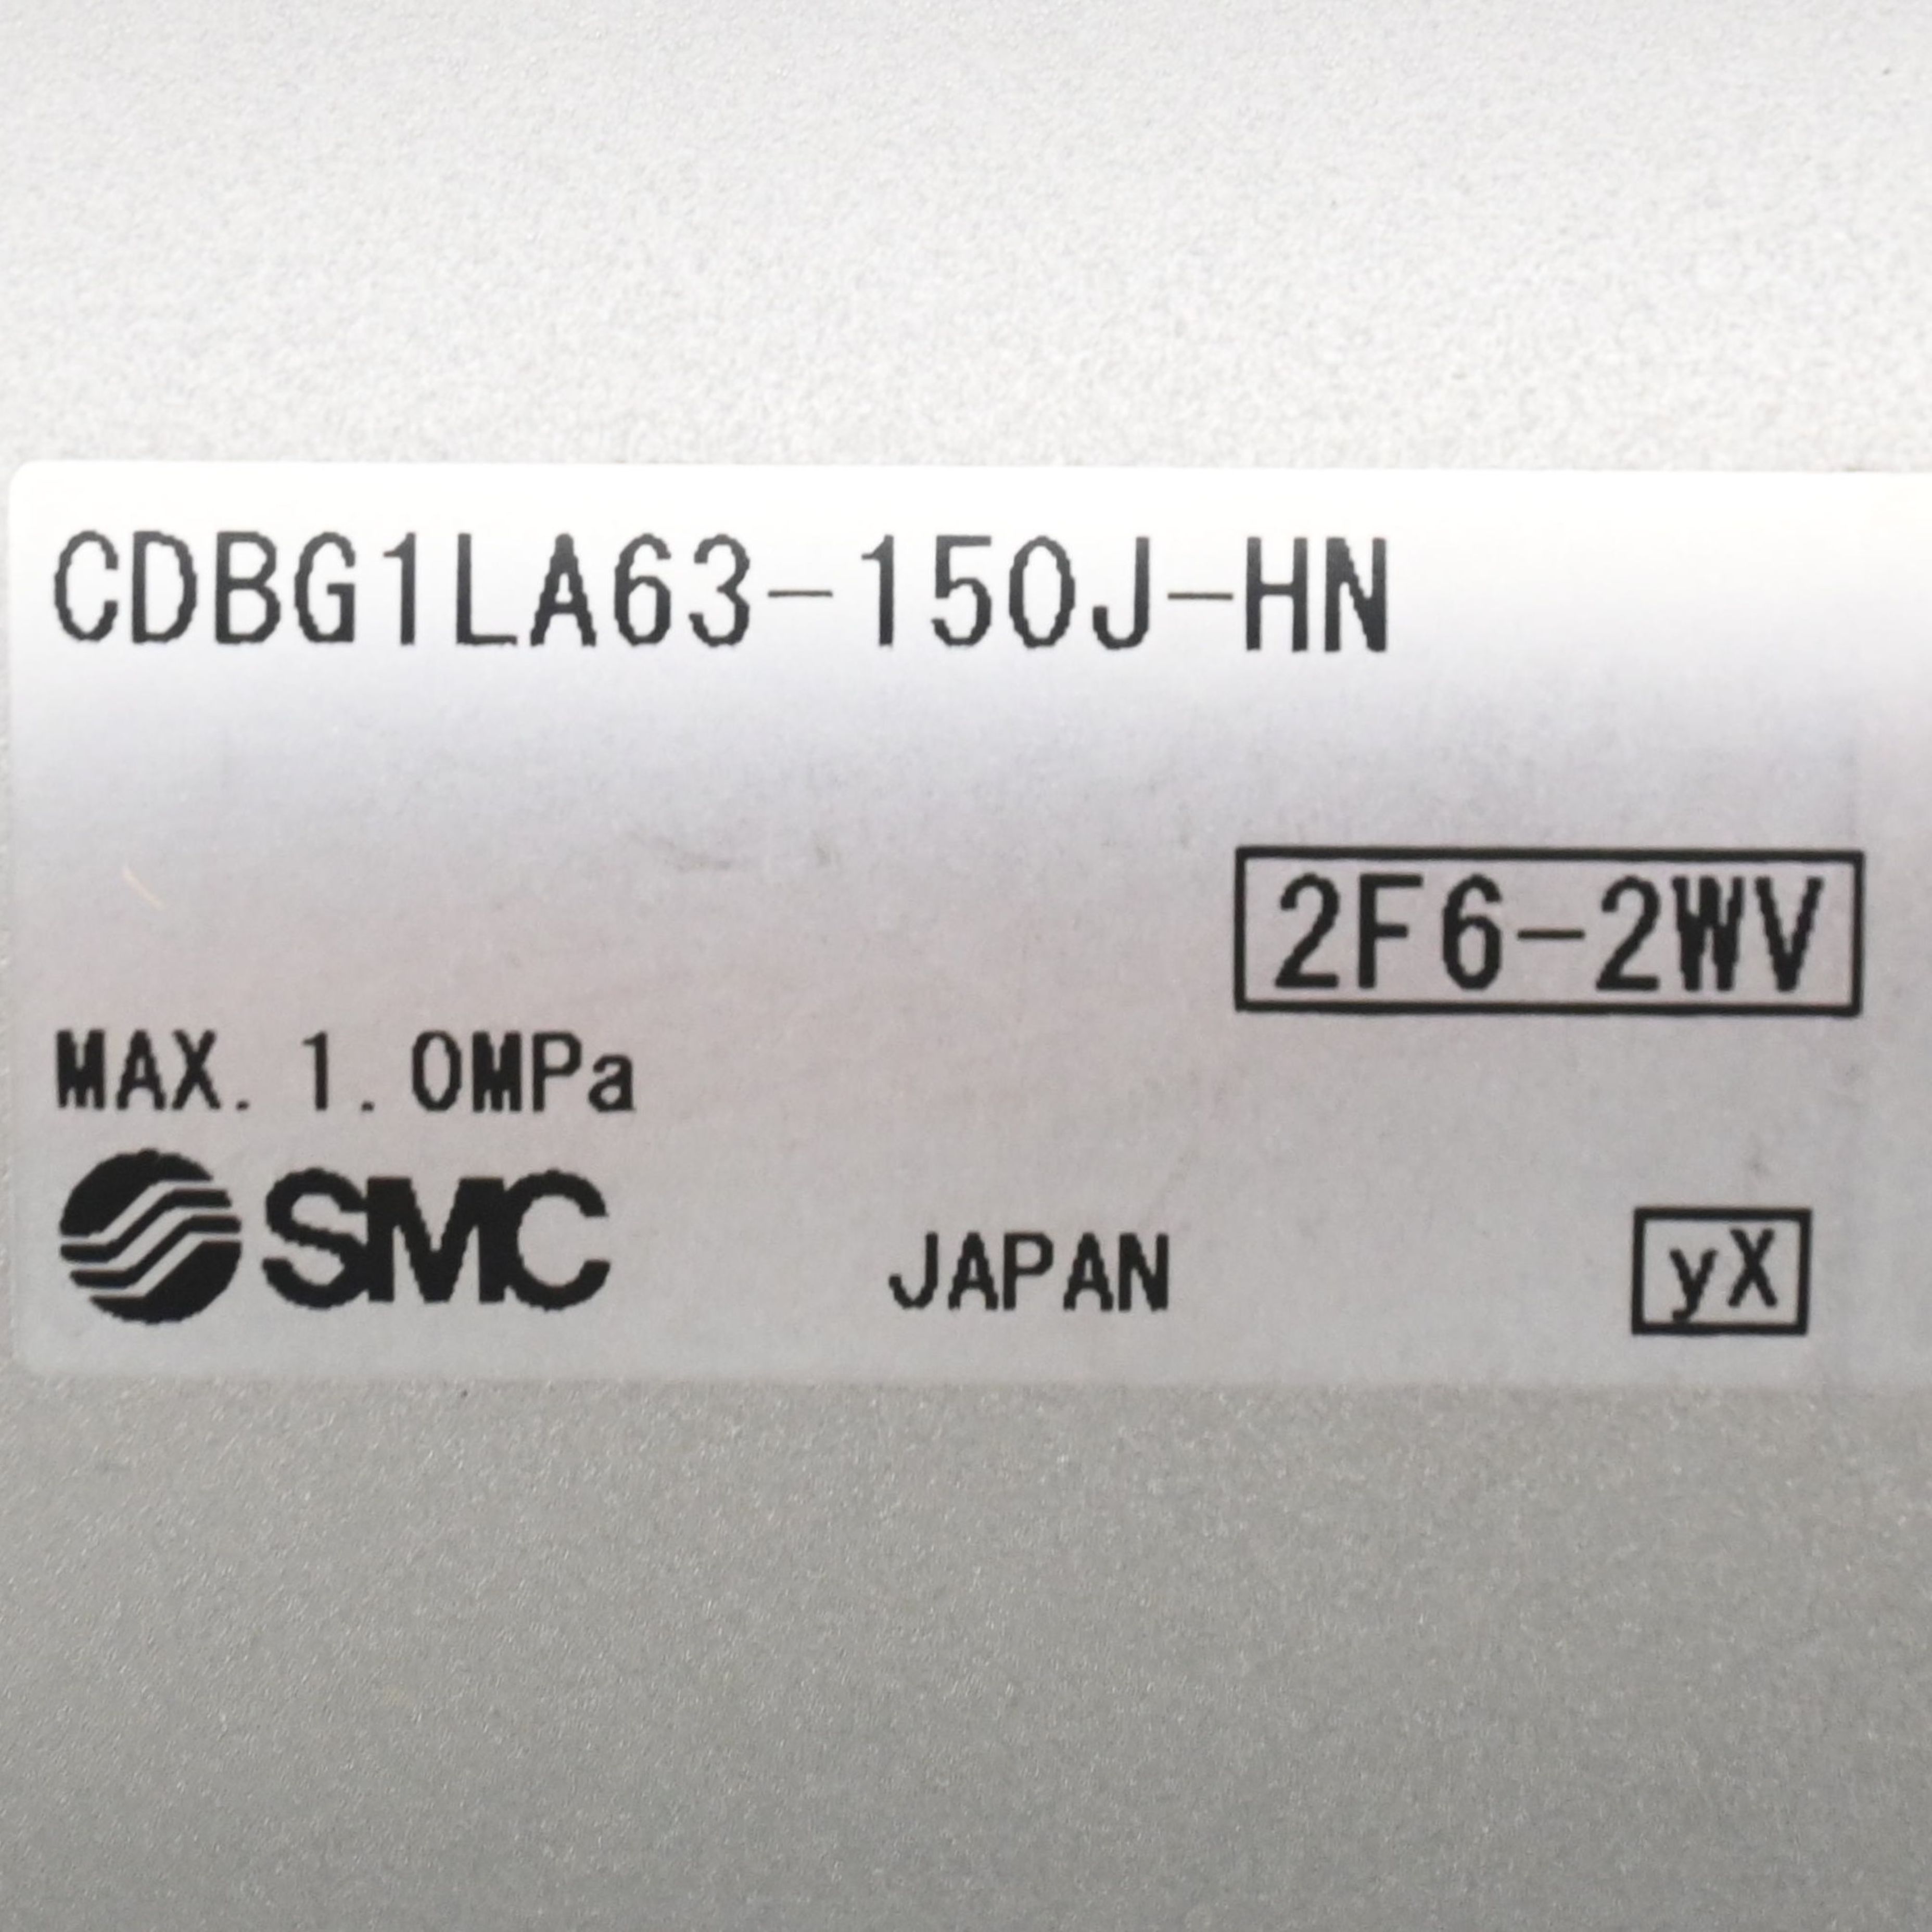 CDBG1LA63-150J-HN
2F6-2WV
MAX. 1.0MPa
SMC JAPAN yX